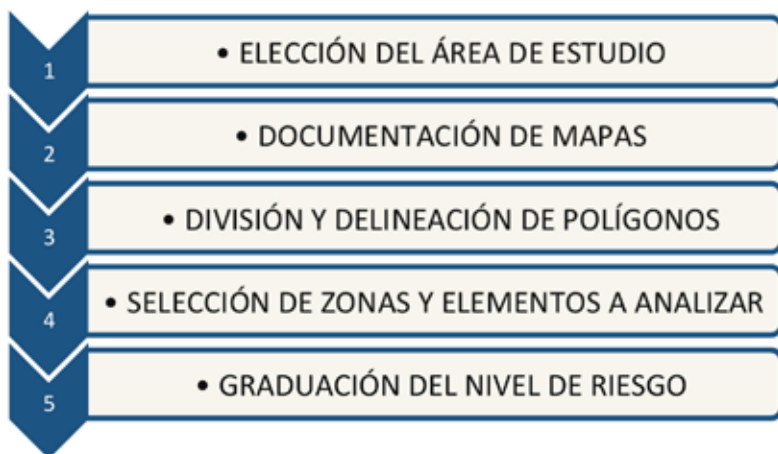 1
• ELECCIÓN DEL ÁREA DE ESTUDIO
2
• DOCUMENTACIÓN DE MAPAS
3
• DIVISIÓN Y DELINEACIÓN DE POLÍGONOS
4
• SELECCIÓN DE ZONAS Y ELEMENTOS A ANALIZAR
5
• GRADUACIÓN DEL NIVEL DE RIESGO